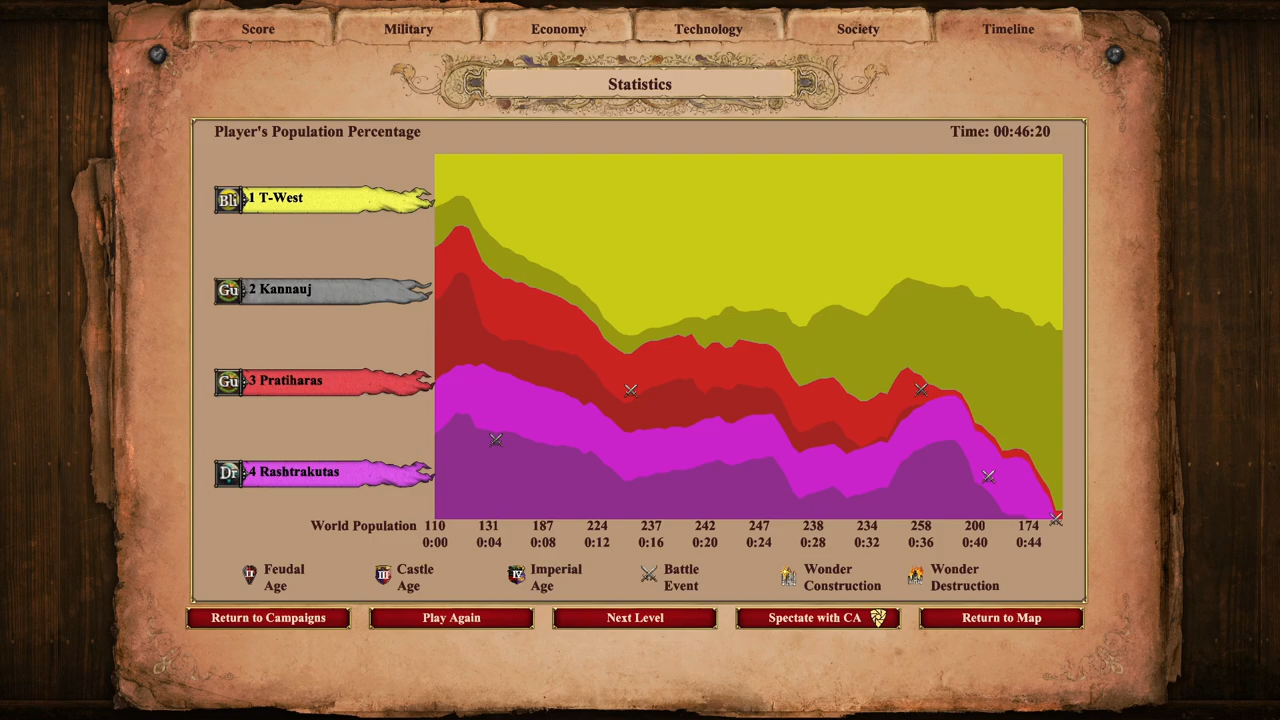 Score Military Economy Technology Society Timeline
Statistics
Player's Population Percentage Time: 00:46:20
Bli 1 T-West
Gu 2 Kannauj
Gu 3 Pratiharas
Dr 4 Rashtrakutas
World Population 110 131 187 224 237 242 247 238 234 258 200 174
0:00 0:04 0:08 0:12 0:16 0:20 0:24 0:28 0:32 0:36 0:40 0:44
II Feudal Age
III Castle Age
IV Imperial Age
Battle Event
Wonder Construction
Wonder Destruction
Return to Campaigns Play Again Next Level Spectate with CA Return to Map